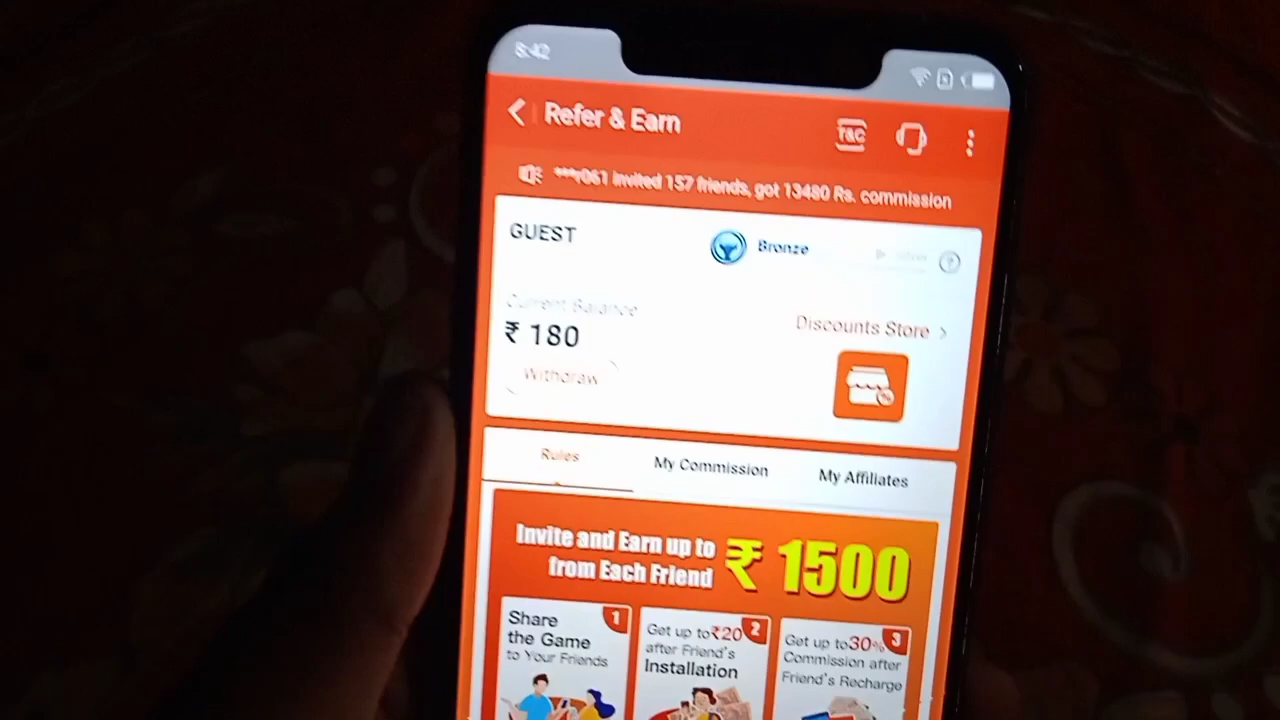 8:42
Refer & Earn
T&C
***r061 invited 157 friends, got 13480 Rs. commission
GUEST
Bronze
Current Balance
₹ 180
Discounts Store
Withdraw
Rules
My Commission
My Affiliates
Invite and Earn up to
from Each Friend
₹ 1500
Share
the Game
to Your Friends
1
Get up to ₹20
after Friend's
Installation
2
Get up to 30%
Commission after
Friend's Recharge
3